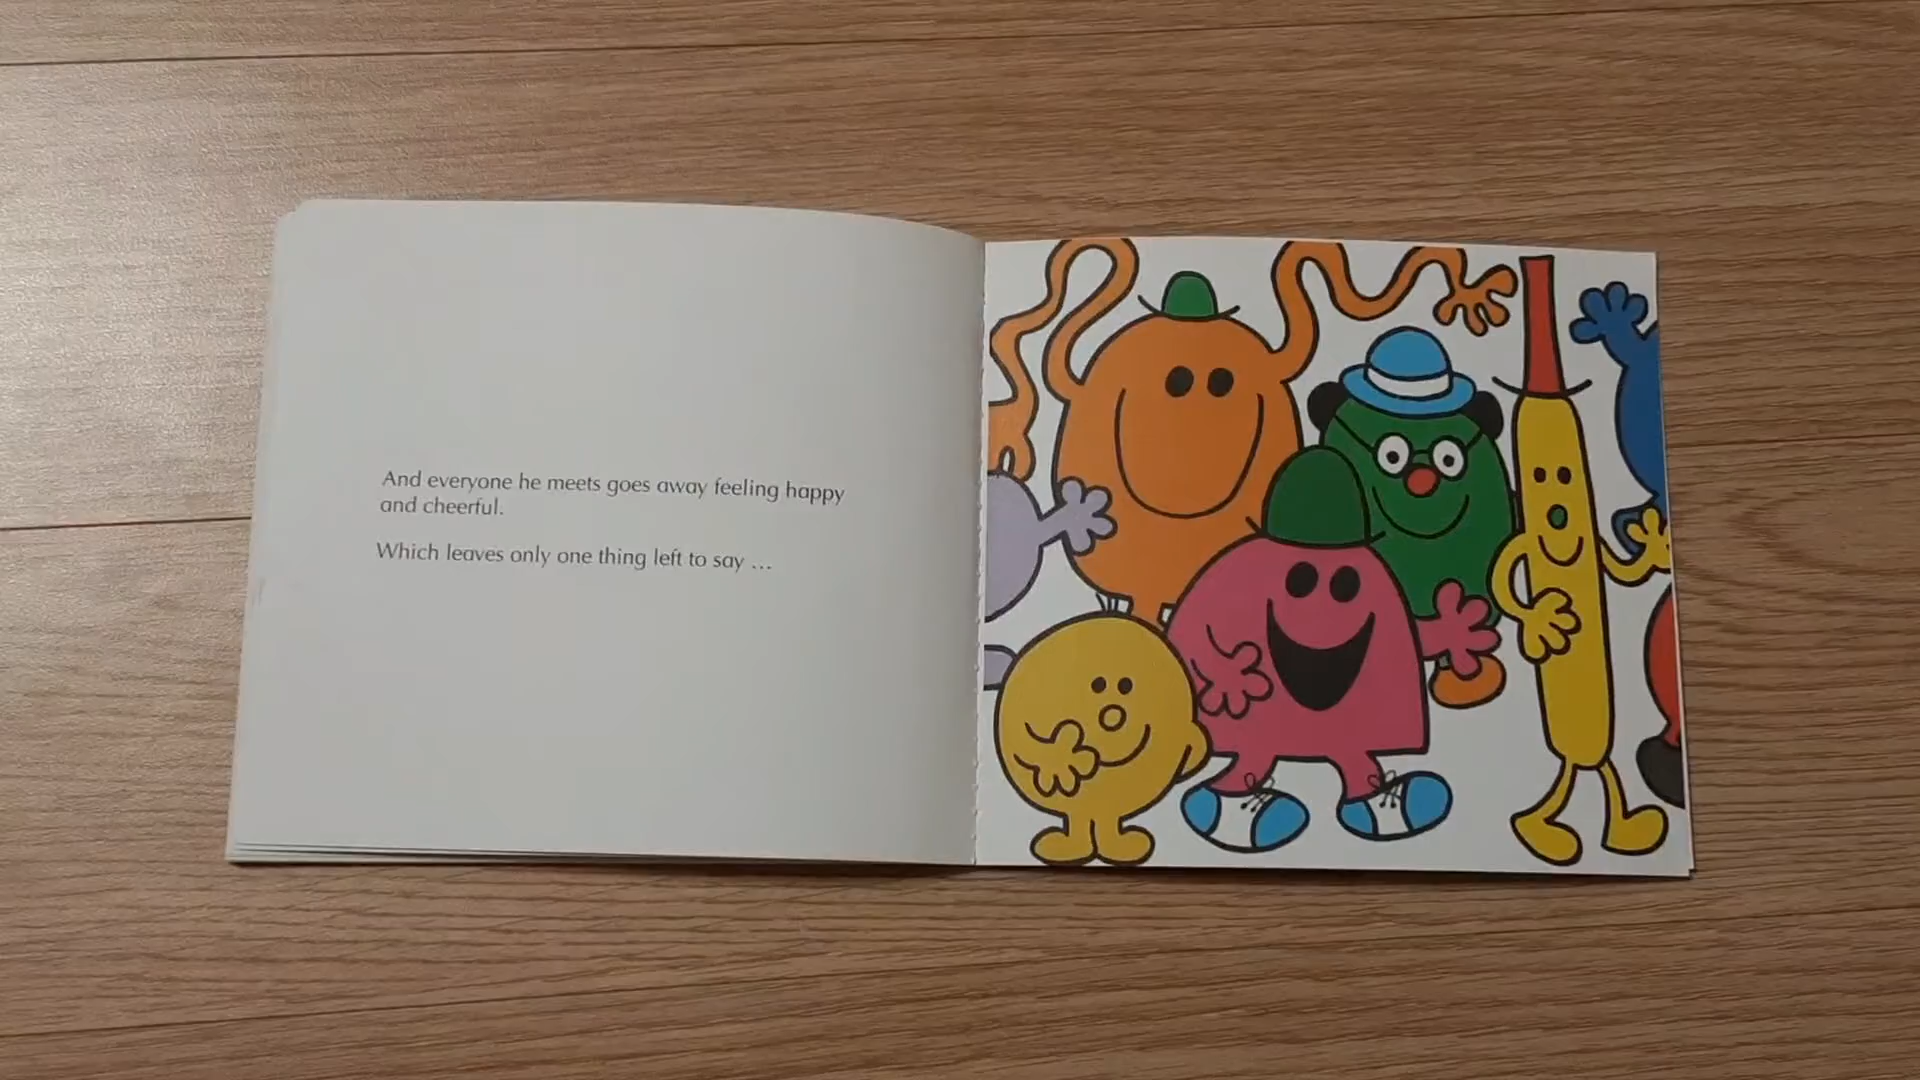 And everyone he meets goes away feeling happy
and cheerful.
Which leaves only one thing left to say ...